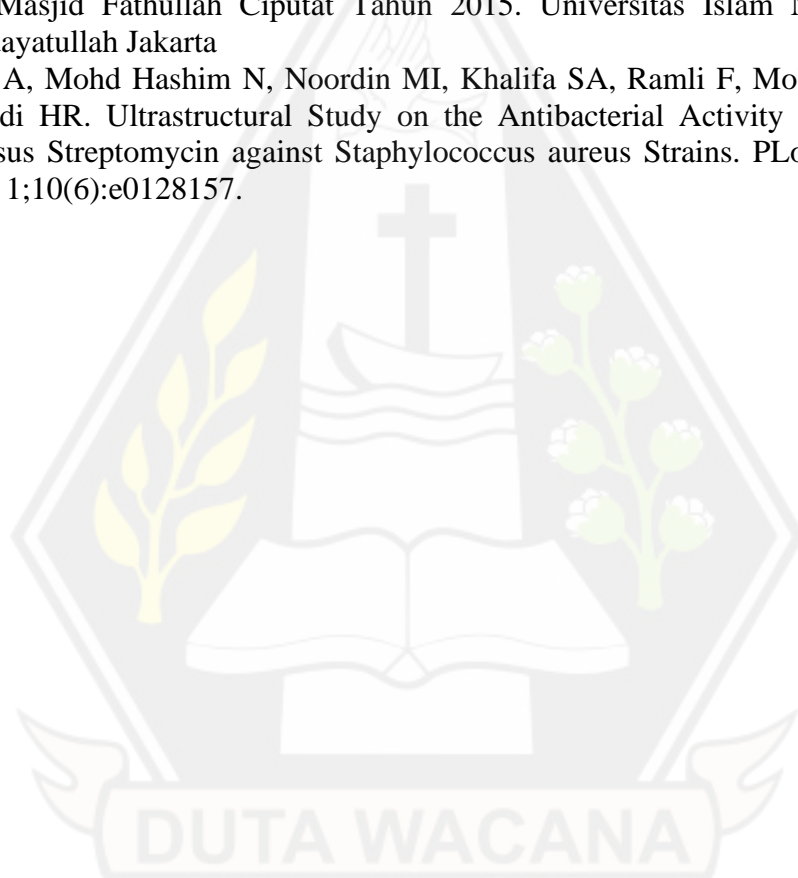 Masjid Fathullah Ciputat Tahun 2015. Universitas Islam
ayatullah Jakarta
A, Mohd Hashim N, Noordin MI, Khalifa SA, Ramli F, Mo
di HR. Ultrastructural Study on the Antibacterial Activity
sus Streptomycin against Staphylococcus aureus Strains. PLo
1;10(6):e0128157.
DUTA WACANA